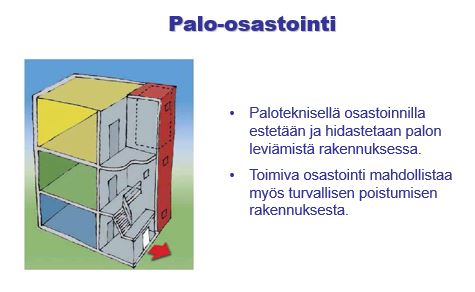 Palo-osastointi
• Paloteknisellä osastoinnilla
estetään ja hidastetaan palon
leviämistä rakennuksessa.
• Toimiva osastointi mahdollistaa
myös turvallisen poistumisen
rakennuksesta.